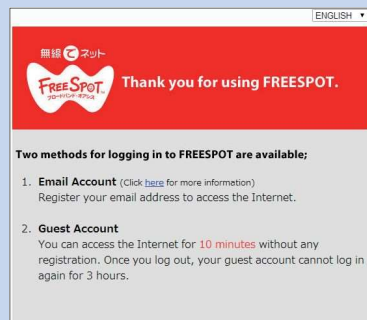 ENGLISH ▼
無線でネット
FREESPOT
ブロードバンド・オアシス
Thank you for using FREESPOT.
Two methods for logging in to FREESPOT are available;
1. Email Account (Click here for more information)
Register your email address to access the Internet.
2. Guest Account
You can access the Internet for 10 minutes without any
registration. Once you log out, your guest account cannot log in
again for 3 hours.